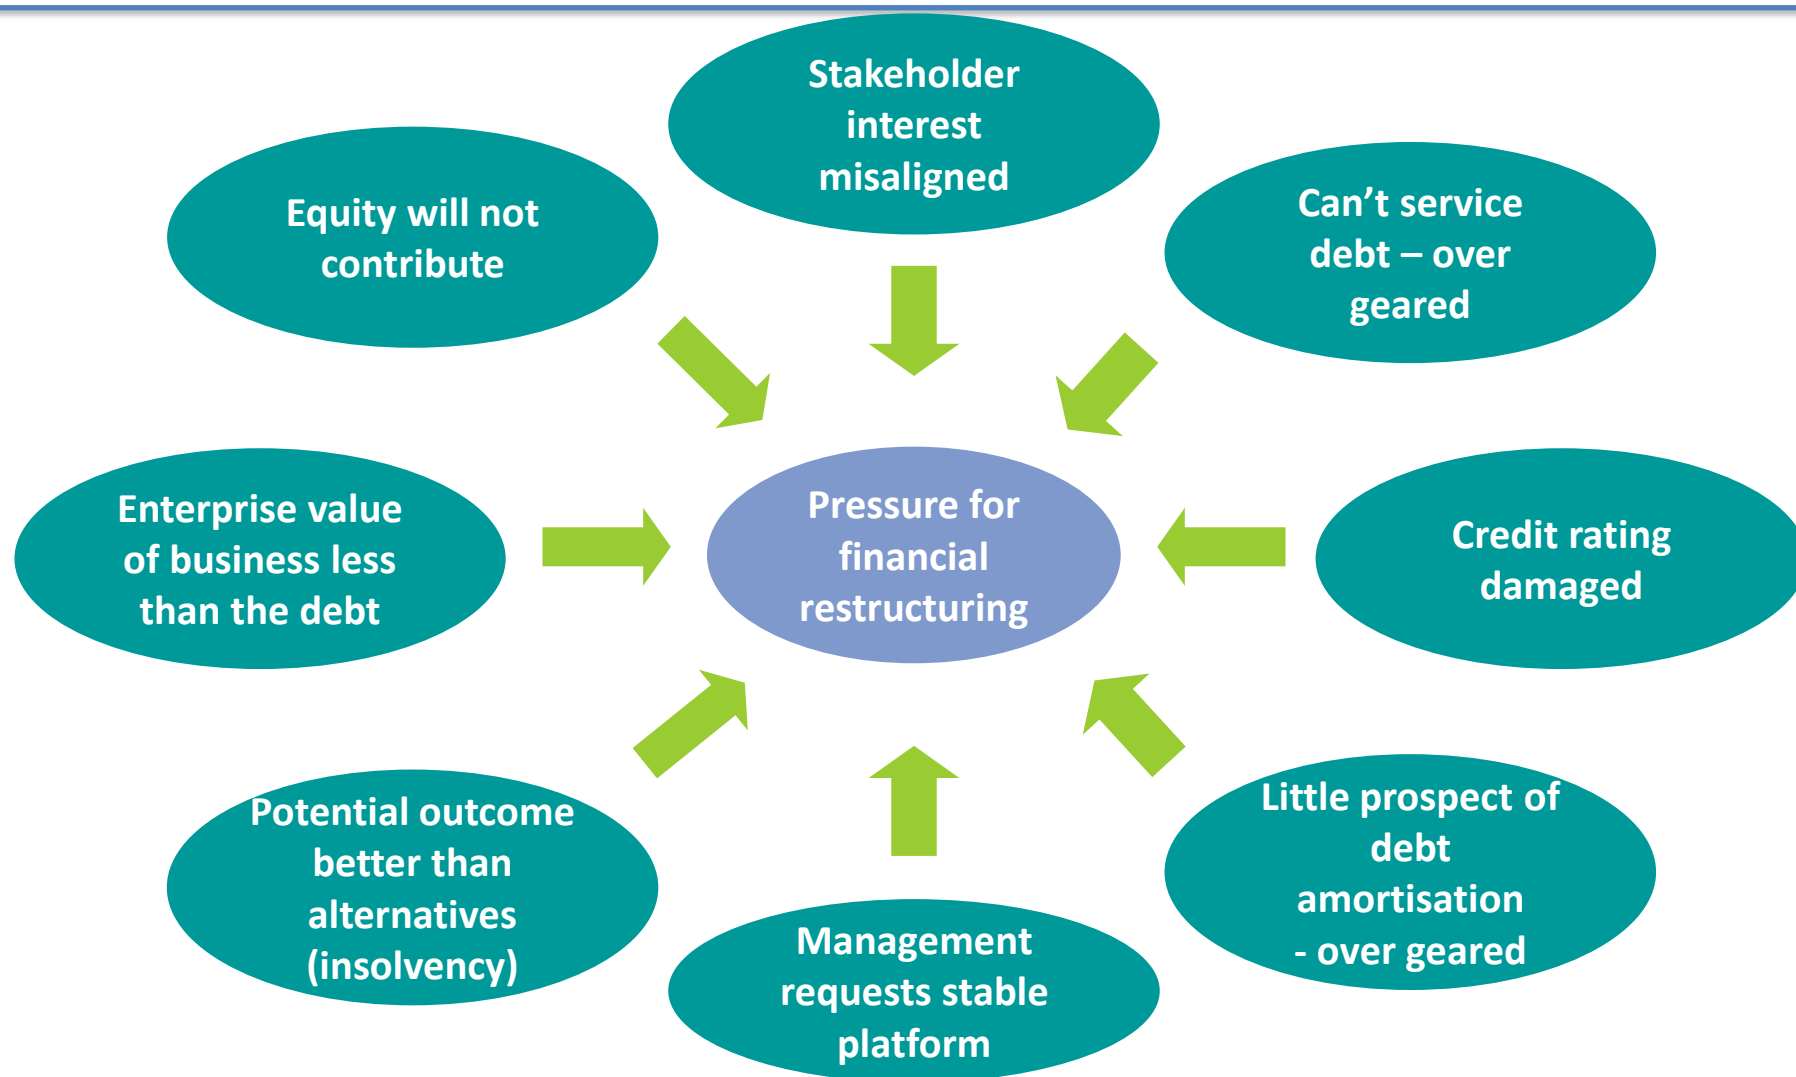 Stakeholder
interest
misaligned
Equity will not
contribute
Can’t service
debt – over
geared
Enterprise value
of business less
than the debt
Pressure for
financial
restructuring
Credit rating
damaged
Potential outcome
better than
alternatives
(insolvency)
Management
requests stable
platform
Little prospect of
debt
amortisation
- over geared